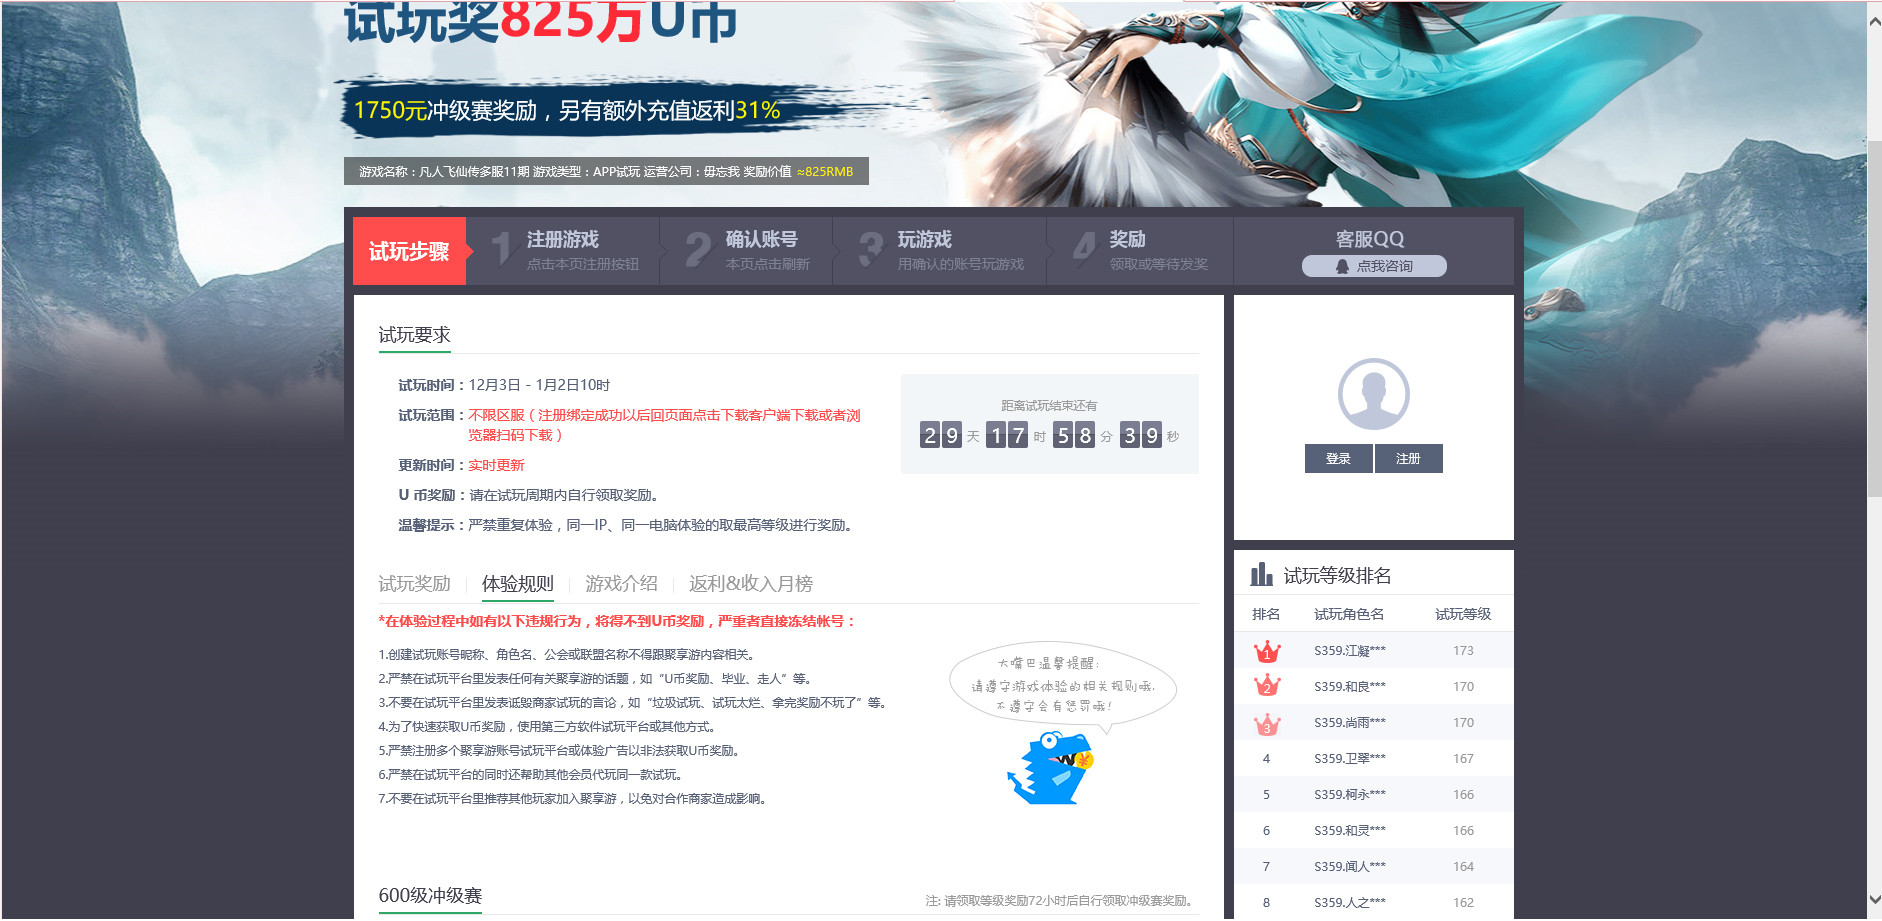 试玩奖825万U币
1750元冲级赛奖励，另有额外充值返利31%
游戏名称：凡人飞仙传多服11期 游戏类型：APP试玩 运营公司：毋忘我 奖励价值 ≈825RMB
试玩步骤
1 注册游戏
点击本页注册按钮
2 确认账号
本页点击刷新
3 玩游戏
用确认的账号玩游戏
4 奖励
领取或等待发奖
客服QQ
点我咨询
试玩要求
试玩时间：12月3日 - 1月2日10时
试玩范围：不限区服（注册绑定成功以后回页面点击下载客户端下载或者浏
览器扫码下载）
更新时间：实时更新
U 币奖励：请在试玩周期内自行领取奖励。
温馨提示：严禁重复体验，同一IP、同一电脑体验的取最高等级进行奖励。
距离试玩结束还有
29 天 17 时 58 分 39 秒
登录 注册
试玩奖励 体验规则 游戏介绍 返利&收入月榜
*在体验过程中如有以下违规行为，将得不到U币奖励，严重者直接冻结帐号：
1.创建试玩账号昵称、角色名、公会或联盟名称不得跟聚享游内容相关。
2.严禁在试玩平台里发表任何有关聚享游的话题，如“U币奖励、毕业、走人”等。
3.不要在试玩平台里发表诋毁商家试玩的言论，如“垃圾试玩、试玩太烂、拿完奖励不玩了”等。
4.为了快速获取U币奖励，使用第三方软件试玩平台或其他方式。
5.严禁注册多个聚享游账号试玩平台或体验广告以非法获取U币奖励。
6.严禁在试玩平台的同时还帮助其他会员代玩同一款试玩。
7.不要在试玩平台里推荐其他玩家加入聚享游，以免对合作商家造成影响。
大嘴巴温馨提醒：
请遵守游戏体验的相关规则哦，
不遵守会有惩罚哦！
600级冲级赛
注: 请领取等级奖励72小时后自行领取冲级赛奖励。
试玩等级排名
排名 试玩角色名 试玩等级
1 S359.江凝*** 173
2 S359.和良*** 170
3 S359.尚雨*** 170
4 S359.卫翠*** 167
5 S359.柯永*** 166
6 S359.和灵*** 166
7 S359.闻人*** 164
8 S359.人之*** 162